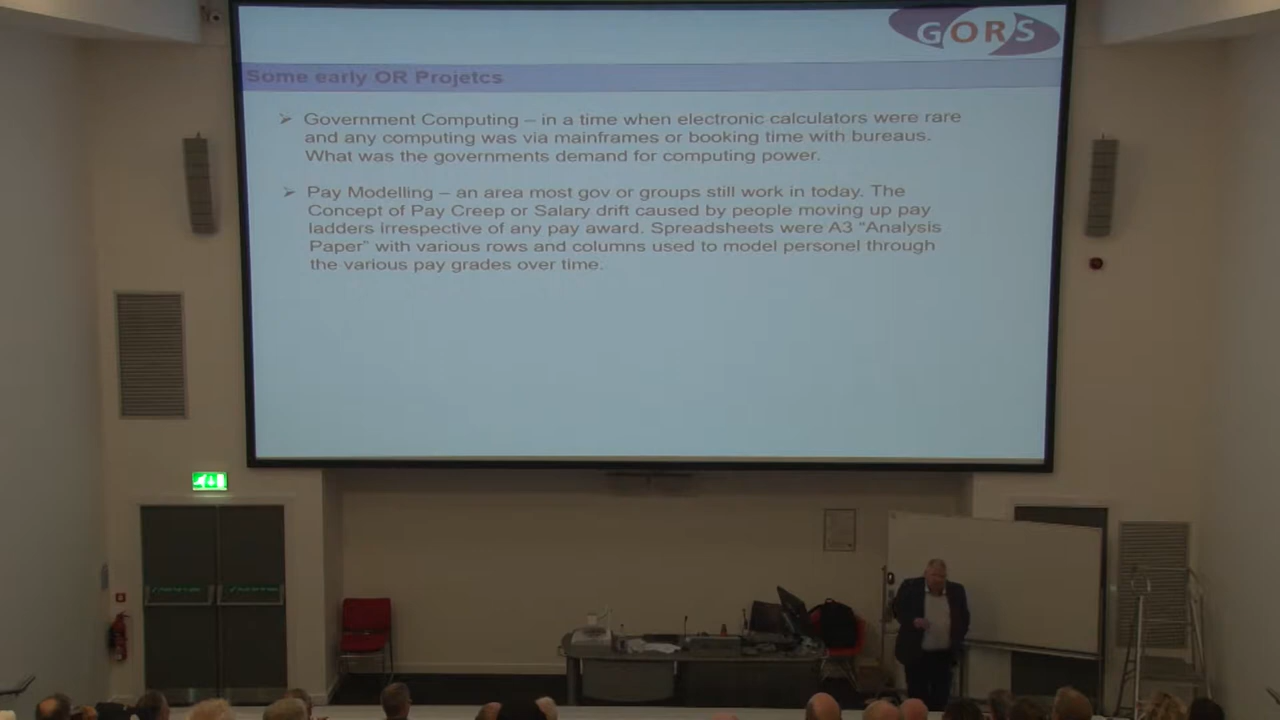 GORS
Some early OR Projetcs
➢ Government Computing – in a time when electronic calculators were rare
and any computing was via mainframes or booking time with bureaus.
What was the governments demand for computing power.
➢ Pay Modelling – an area most gov or groups still work in today. The
Concept of Pay Creep or Salary drift caused by people moving up pay
ladders irrespective of any pay award. Spreadsheets were A3 “Analysis
Paper” with various rows and columns used to model personel through
the various pay grades over time.